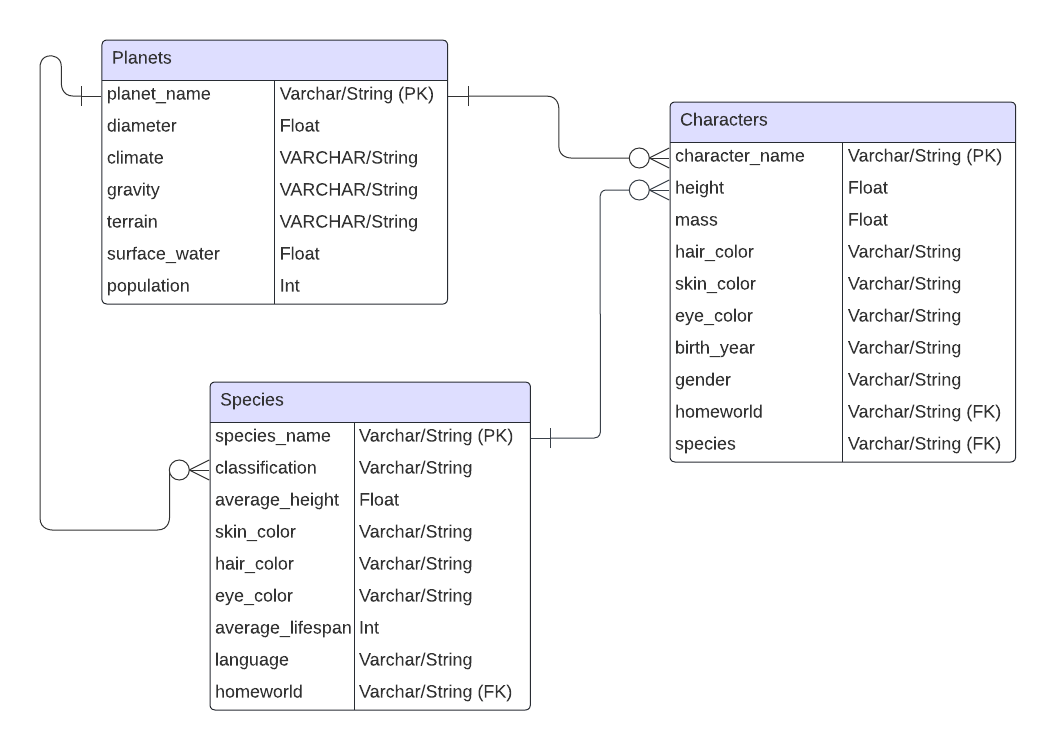 Planets
planet_name Varchar/String (PK)
diameter Float
climate VARCHAR/String
gravity VARCHAR/String
terrain VARCHAR/String
surface_water Float
population Int
Characters
character_name Varchar/String (PK)
height Float
mass Float
hair_color Varchar/String
skin_color Varchar/String
eye_color Varchar/String
birth_year Varchar/String
gender Varchar/String
homeworld Varchar/String (FK)
species Varchar/String (FK)
Species
species_name Varchar/String (PK)
classification Varchar/String
average_height Float
skin_color Varchar/String
hair_color Varchar/String
eye_color Varchar/String
average_lifespan Int
language Varchar/String
homeworld Varchar/String (FK)